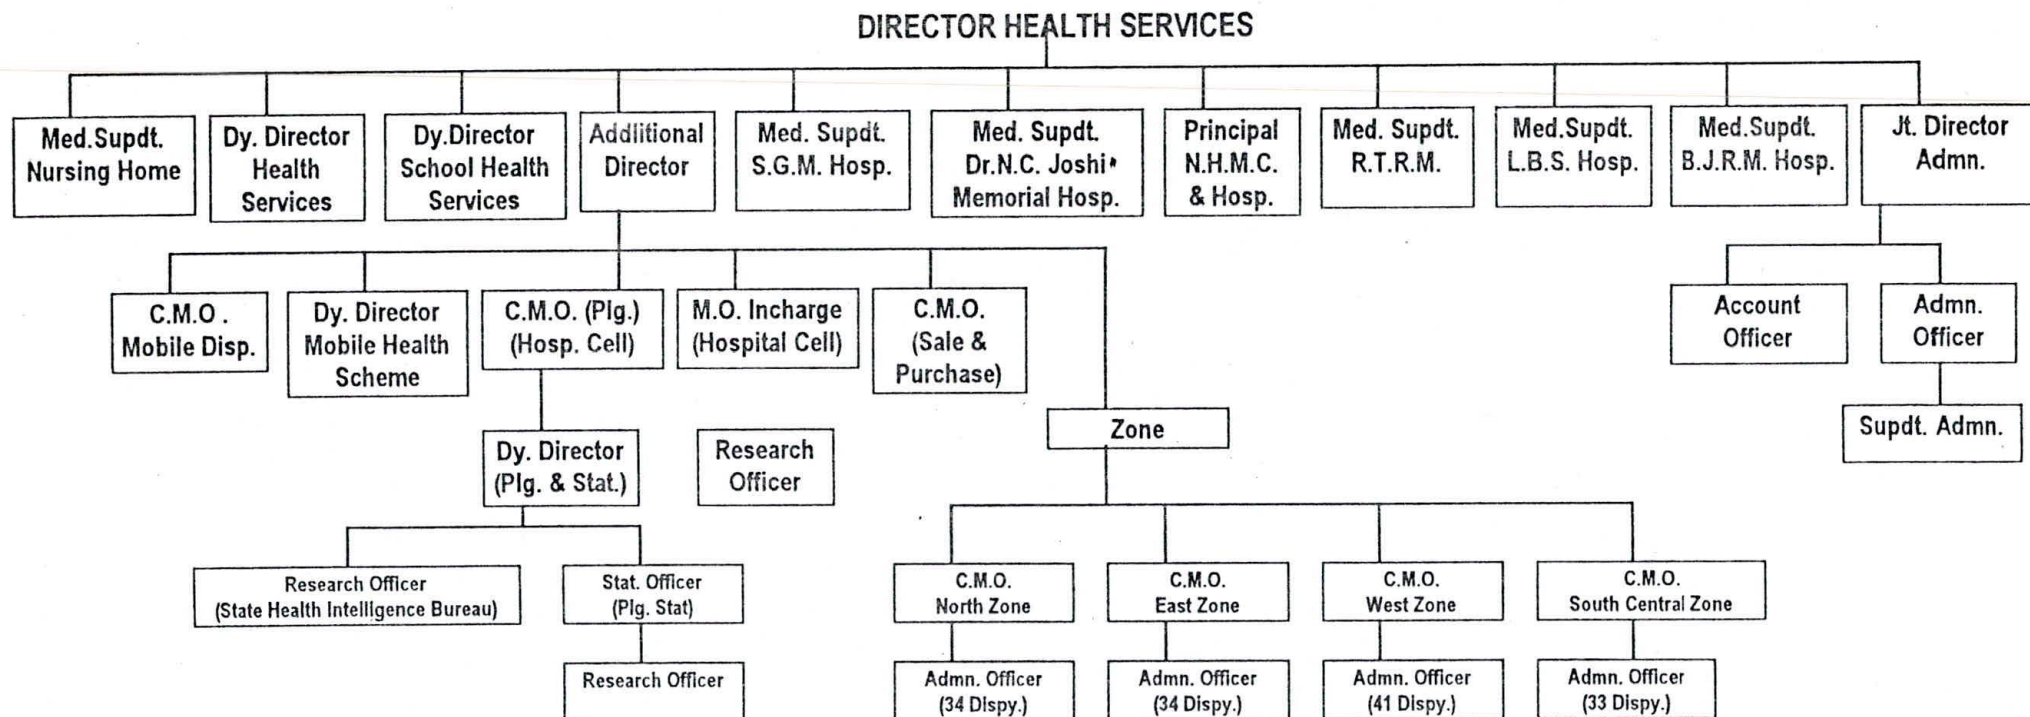 DIRECTOR HEALTH SERVICES
Med.Supdt.
Nursing Home
Dy. Director
Health
Services
Dy.Director
School Health
Services
Addlitional
Director
Med. Supdt.
S.G.M. Hosp.
Med. Supdt.
Dr.N.C. Joshi
Memorial Hosp.
Principal
N.H.M.C.
& Hosp.
Med. Supdt.
R.T.R.M.
Med.Supdt.
L.B.S. Hosp.
Med.Supdt.
B.J.R.M. Hosp.
Jt. Director
Admn.
C.M.O .
Mobile Disp.
Dy. Director
Mobile Health
Scheme
C.M.O. (Plg.)
(Hosp. Cell)
M.O. Incharge
(Hospital Cell)
C.M.O.
(Sale &
Purchase)
Account
Officer
Admn.
Officer
Zone
Supdt. Admn.
Dy. Director
(Plg. & Stat.)
Research
Officer
Research Officer
(State Health Intelligence Bureau)
Stat. Officer
(Plg. Stat)
C.M.O.
North Zone
C.M.O.
East Zone
C.M.O.
West Zone
C.M.O.
South Central Zone
Research Officer
Admn. Officer
(34 Dispy.)
Admn. Officer
(34 Dispy.)
Admn. Officer
(41 Dispy.)
Admn. Officer
(33 Dispy.)